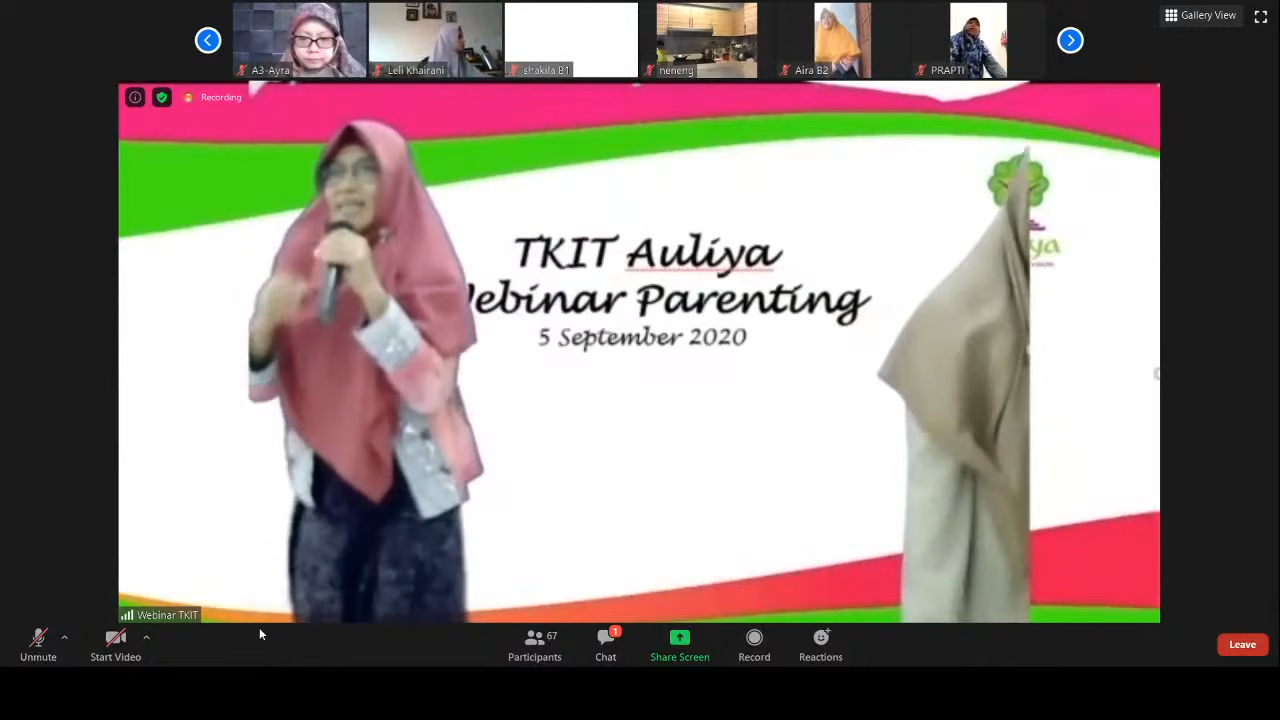 Gallery View
A3-Ayra
Leli Khairani
shakila B1
neneng
Aira B2
PRAPTI
Recording
TKIT Auliya
Webinar Parenting
5 September 2020
Webinar TKIT
Unmute
Start Video
67
Participants
1
Chat
Share Screen
Record
Reactions
Leave